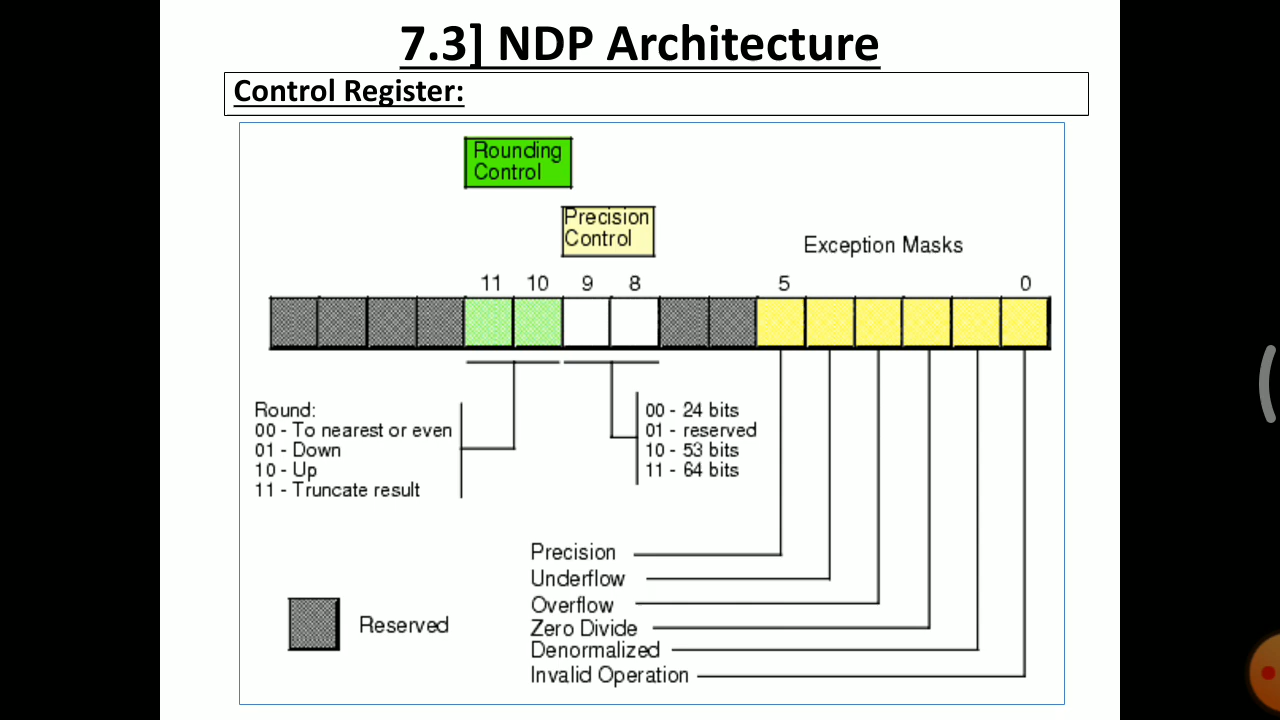 7.3] NDP Architecture
Control Register:
Rounding
Control
Precision
Control
Exception Masks
11 10 9 8 5 0
Round:
00 - To nearest or even
01 - Down
10 - Up
11 - Truncate result
00 - 24 bits
01 - reserved
10 - 53 bits
11 - 64 bits
Precision
Underflow
Overflow
Zero Divide
Denormalized
Invalid Operation
Reserved